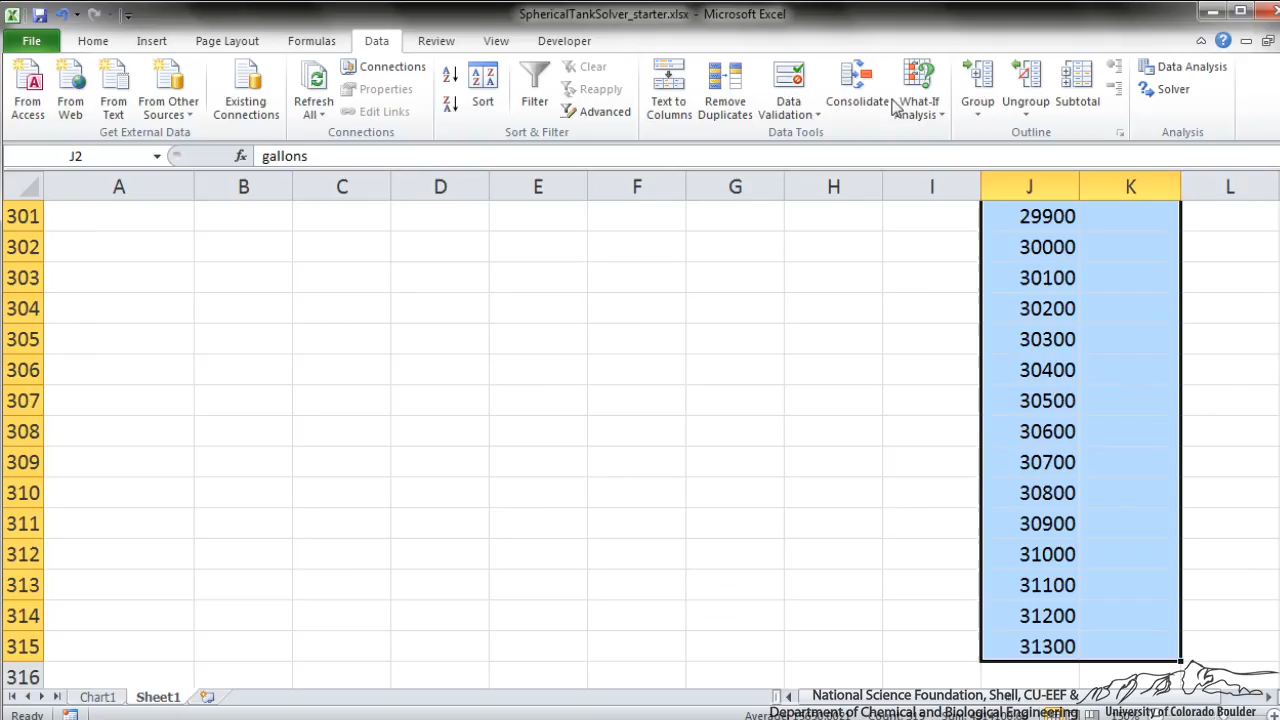 SphericalTankSolver_starter.xlsx - Microsoft Excel
File Home Insert Page Layout Formulas Data Review View Developer
From Access
From Web
From Text
From Other Sources
Existing Connections
Get External Data
Refresh All
Connections
Properties
Edit Links
Connections
Sort
Filter
Clear
Reapply
Advanced
Sort & Filter
Text to Columns
Remove Duplicates
Data Validation
Consolidate
What-If Analysis
Data Tools
Group
Ungroup
Subtotal
Outline
Data Analysis
Solver
Analysis
J2 fx gallons
A B C D E F G H I J K L
301 29900
302 30000
303 30100
304 30200
305 30300
306 30400
307 30500
308 30600
309 30700
310 30800
311 30900
312 31000
313 31100
314 31200
315 31300
316
Chart1 Sheet1
National Science Foundation, Shell, CU-EEF &
Department of Chemical and Biological Engineering
University of Colorado Boulder
Ready